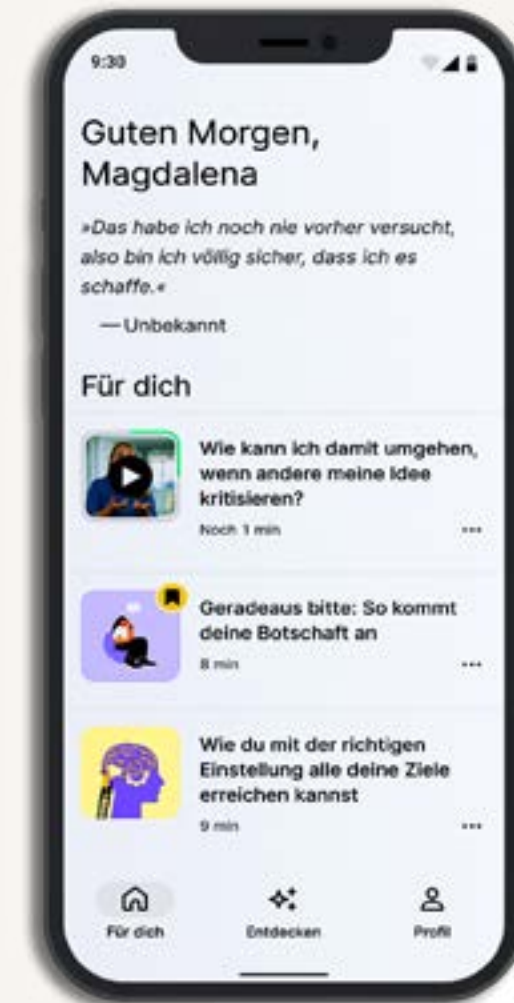 9:30
Guten Morgen,
Magdalena
»Das habe ich noch nie vorher versucht,
also bin ich völlig sicher, dass ich es
schaffe.«
— Unbekannt
Für dich
Wie kann ich damit umgehen,
wenn andere meine Idee
kritisieren?
Noch 1 min
Geradeaus bitte: So kommt
deine Botschaft an
8 min
Wie du mit der richtigen
Einstellung alle deine Ziele
erreichen kannst
9 min
Für dich
Entdecken
Profil